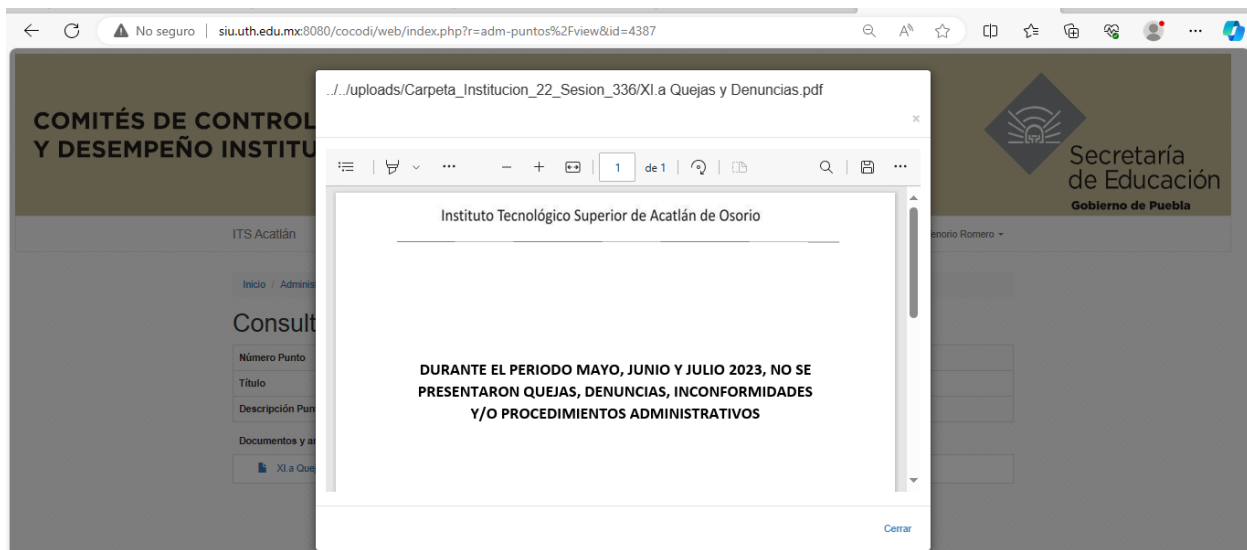 No seguro siu.uth.edu.mx:8080/cocodi/web/index.php?r=adm-puntos%2Fview&id=4387
../../uploads/Carpeta_Institucion_22_Sesion_336/XI.a Quejas y Denuncias.pdf
COMITÉS DE CONTROL
Y DESEMPEÑO INSTITU
Secretaría
de Educación
Gobierno de Puebla
1 de 1
Instituto Tecnológico Superior de Acatlán de Osorio
ITS Acatlán
enorio Romero
Inicio / Adminis
Consult
Número Punto
Título
Descripción Pun
Documentos y a
XI.a Que
DURANTE EL PERIODO MAYO, JUNIO Y JULIO 2023, NO SE
PRESENTARON QUEJAS, DENUNCIAS, INCONFORMIDADES
Y/O PROCEDIMIENTOS ADMINISTRATIVOS
Cerrar